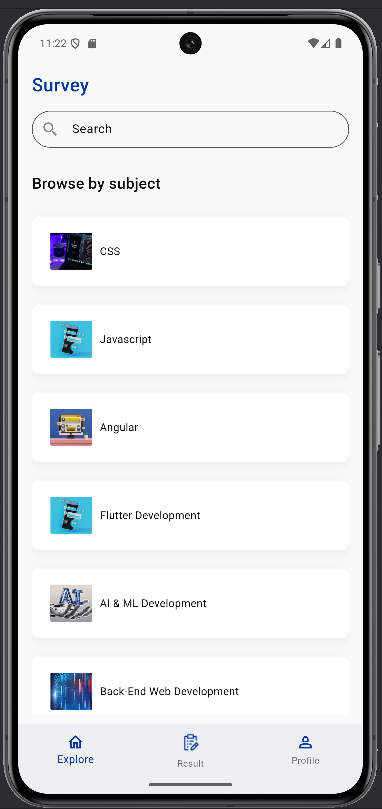 11:22
Survey
Search
Browse by subject
CSS
Javascript
Angular
Flutter Development
AI
AI & ML Development
Back-End Web Development
Explore
Result
Profile